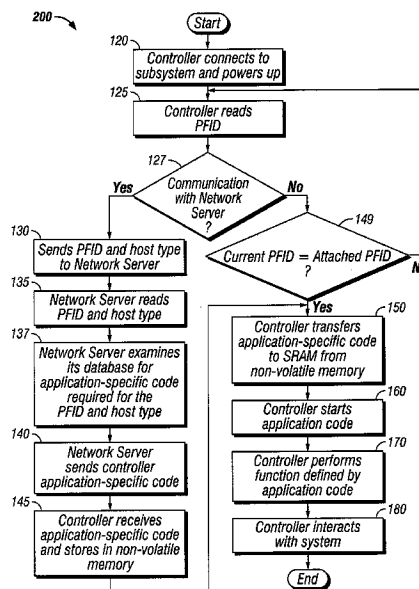 200
Start
120
Controller connects to
subsystem and powers up
125
Controller reads
PFID
127
Communication
with Network
Server
?
Yes
No
130
Sends PFID and host type
to Network Server
135
Network Server reads
PFID and host type
137
Network Server examines
its database for
application-specific code
required for the
PFID and host type
140
Network Server
sends controller
application-specific code
145
Controller receives
application-specific code
and stores in non-volatile
memory
149
Current PFID = Attached PFID
?
No
Yes
150
Controller transfers
application-specific code
to SRAM from
non-volatile memory
160
Controller starts
application code
170
Controller performs
function defined by
application code
180
Controller interacts
with system
End